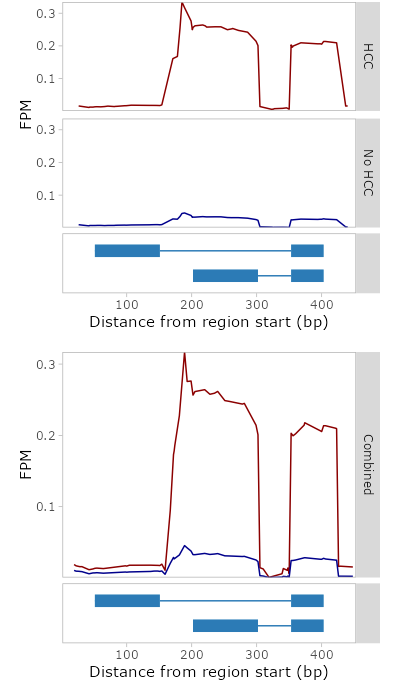 0.3
0.2
0.1
HCC
FPM
0.3
0.2
0.1
No HCC
100 200 300 400
Distance from region start (bp)
0.3
0.2
0.1
FPM
Combined
100 200 300 400
Distance from region start (bp)